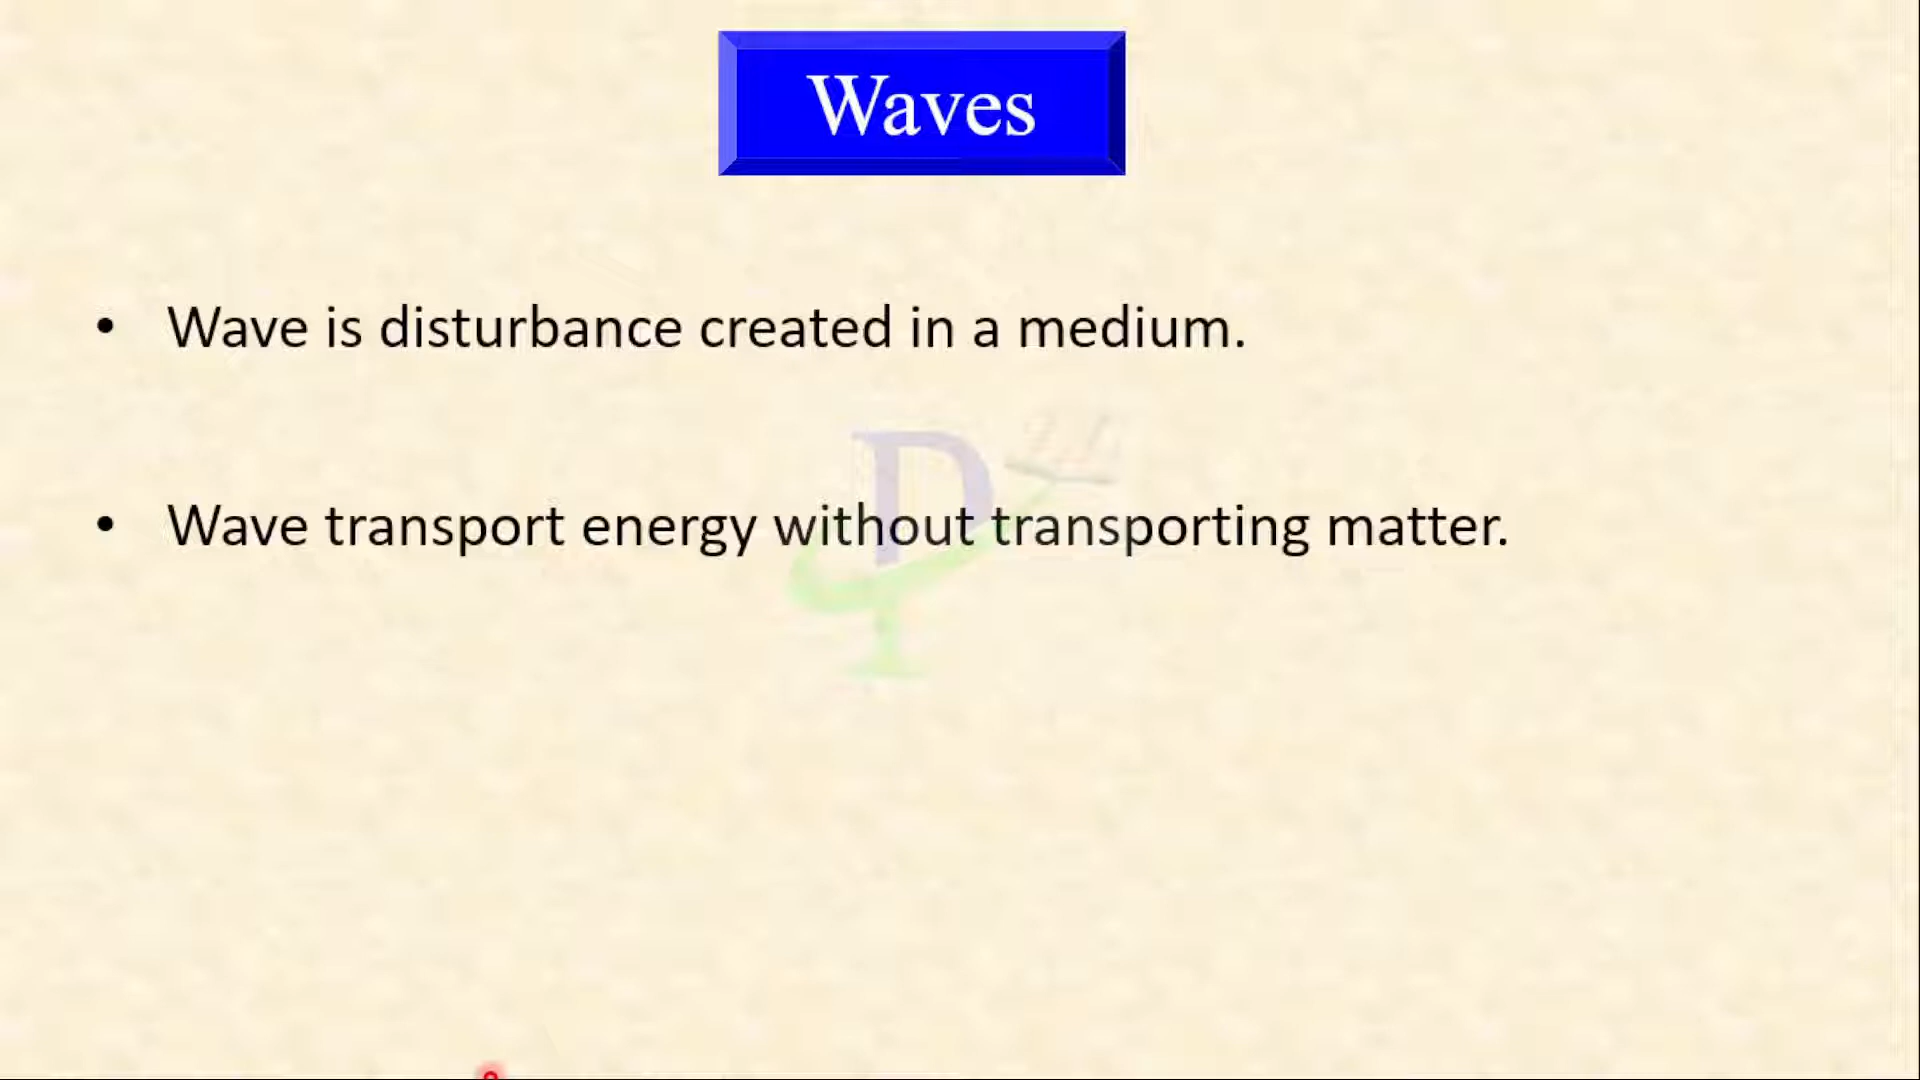 Waves
• Wave is disturbance created in a medium.
• Wave transport energy without transporting matter.
D